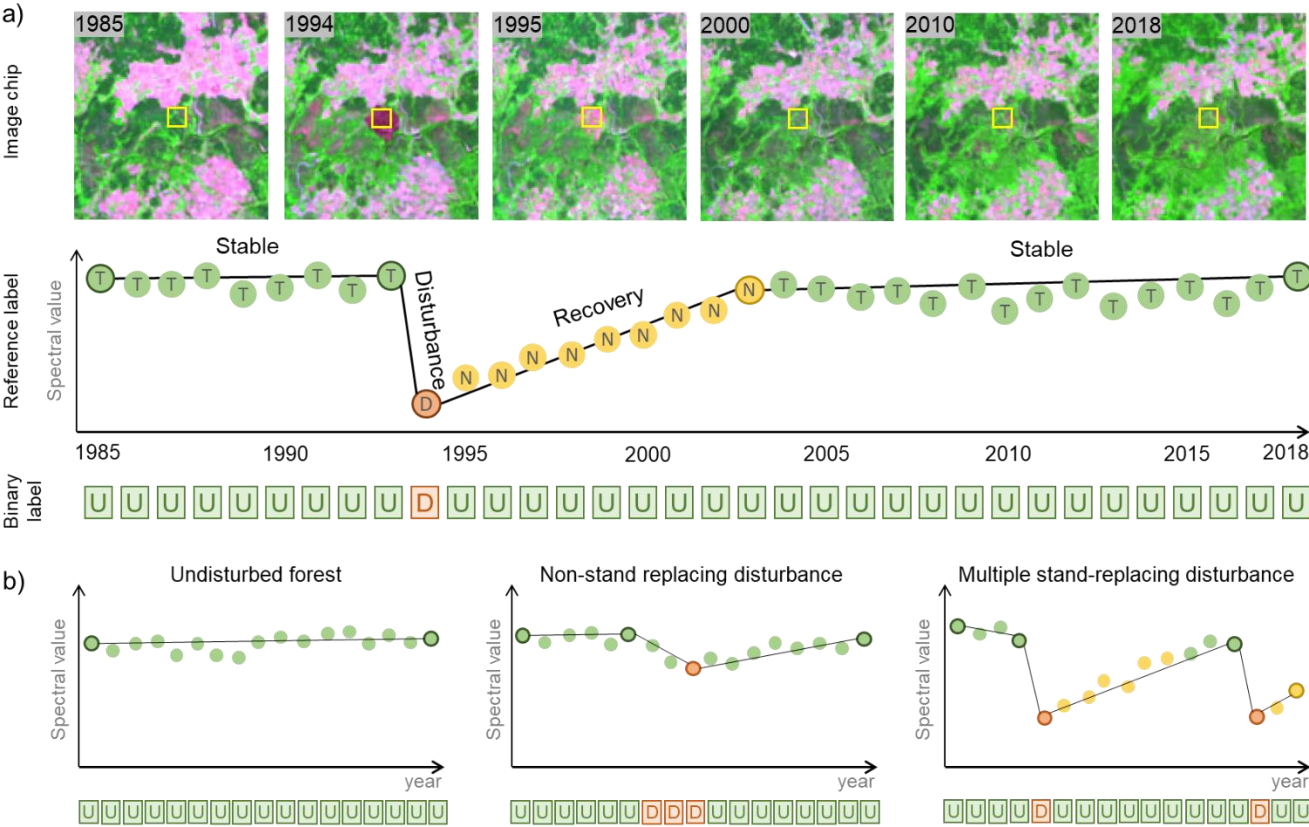 a)
Image chip
1985 1994 1995 2000 2010 2018
Reference label
Spectral value
Stable
Disturbance
Recovery
Stable
T T T T T T T T T D N N N N N N N N N T T T T T T T T T T T T T T T
1985 1990 1995 2000 2005 2010 2015 2018
Binary
label
U U U U U U U U U D U U U U U U U U U U U U U U U U U U U U U U U U
b)
Undisturbed forest
Spectral value
year
U U U U U U U U U U U U U U U U U
Non-stand replacing disturbance
Spectral value
year
U U U U U U D D D U U U U U U U U
Multiple stand-replacing disturbance
Spectral value
year
U U U U D U U U U U U U U U D U U